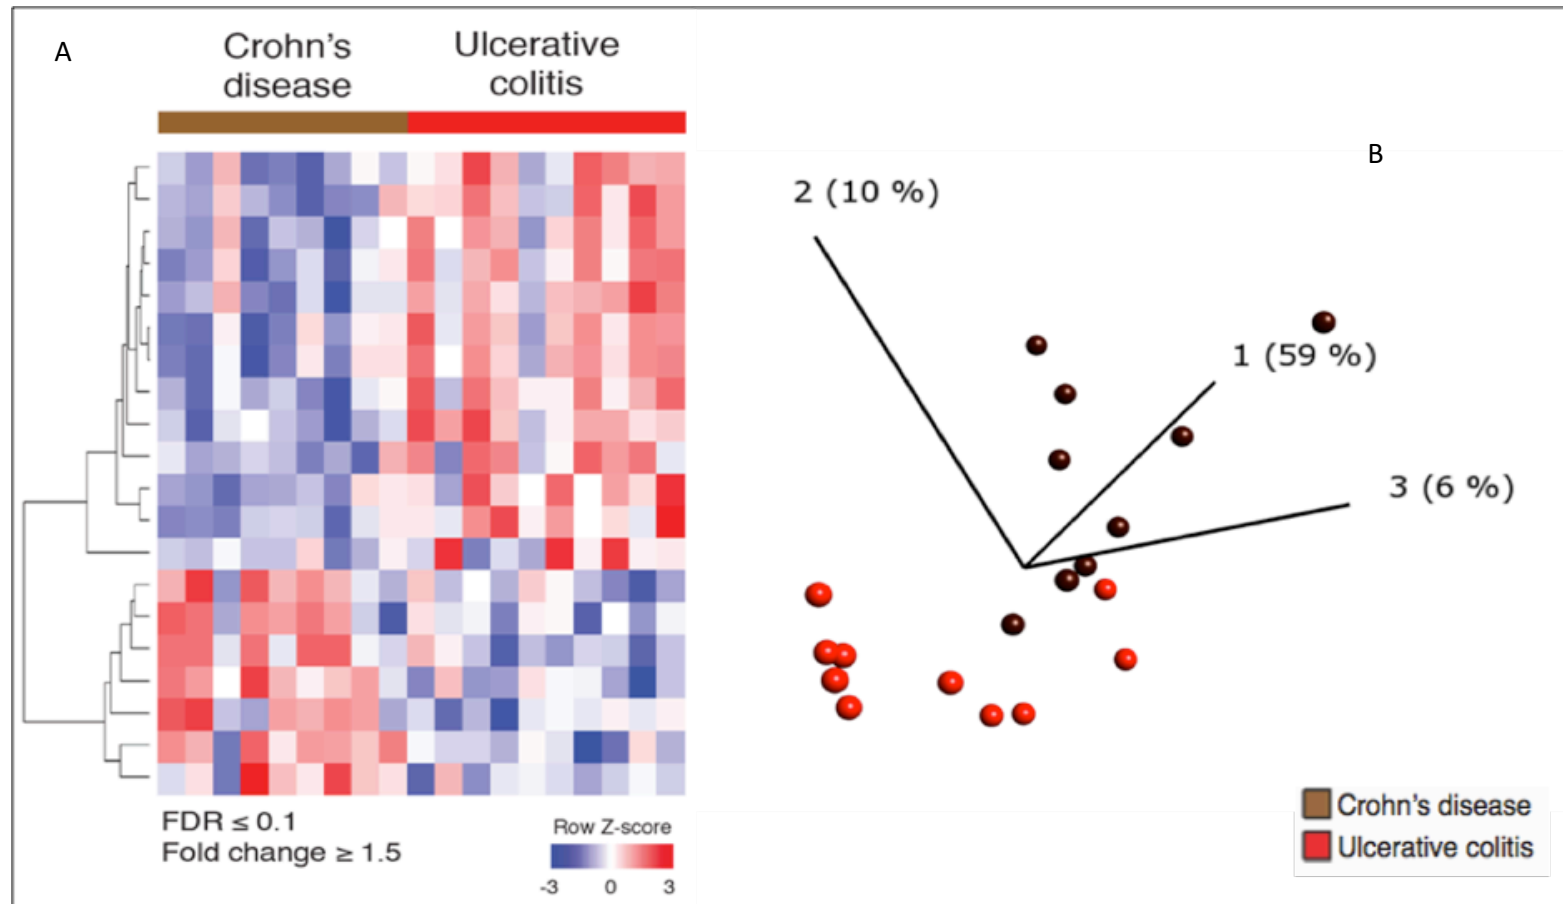 A
Crohn’s
disease
Ulcerative
colitis
B
2 (10 %)
1 (59 %)
3 (6 %)
FDR ≤ 0.1
Fold change ≥ 1.5
Row Z-score
-3 0 3
Crohn’s disease
Ulcerative colitis